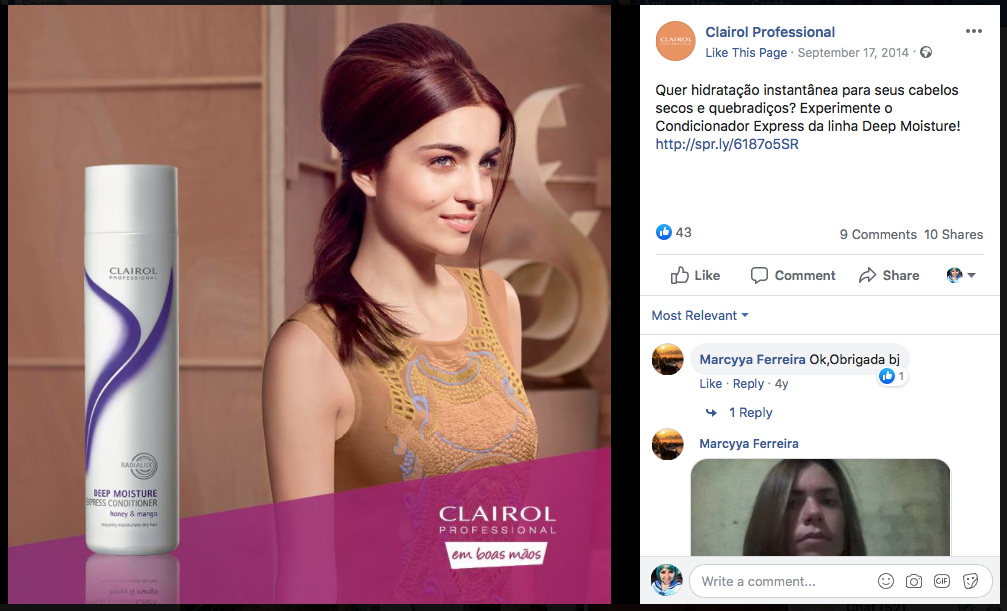 CLAIROL
PROFESSIONAL
RADIALUX
DEEP MOISTURE
EXPRESS CONDITIONER
honey & mango
instantly moisturizes dry hair
CLAIROL
PROFESSIONAL
em boas mãos
CLAIROL
Clairol Professional
Like This Page · September 17, 2014 ·
Quer hidratação instantânea para seus cabelos
secos e quebradiços? Experimente o
Condicionador Express da linha Deep Moisture!
http://spr.ly/6187o5SR
43
9 Comments 10 Shares
Like Comment Share
Most Relevant
Marcyya Ferreira Ok,Obrigada bj
1
Like · Reply · 4y
1 Reply
Marcyya Ferreira
Write a comment...
GIF